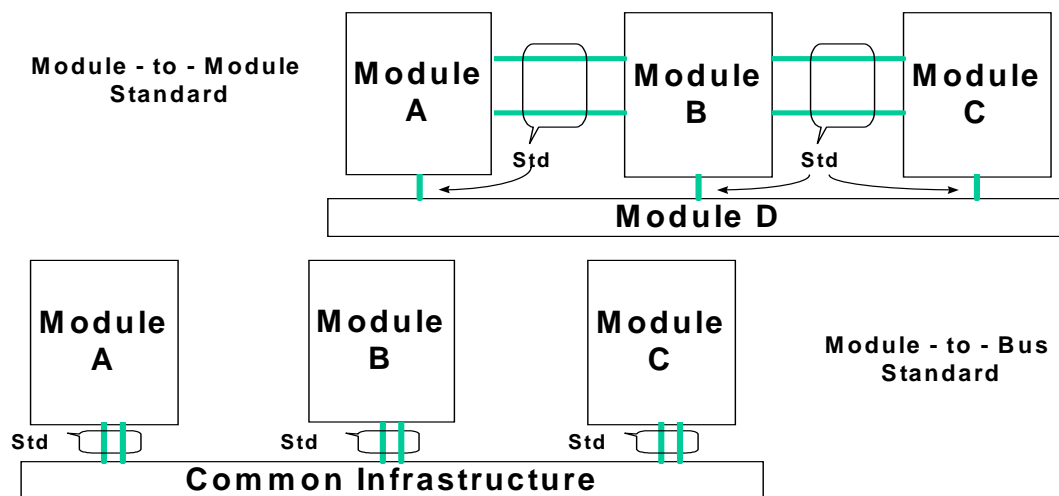 Module - to - Module
Standard
Module
A
Module
B
Module
C
Std
Std
Module D
Module
A
Module
B
Module
C
Module - to - Bus
Standard
Std
Std
Std
Common Infrastructure